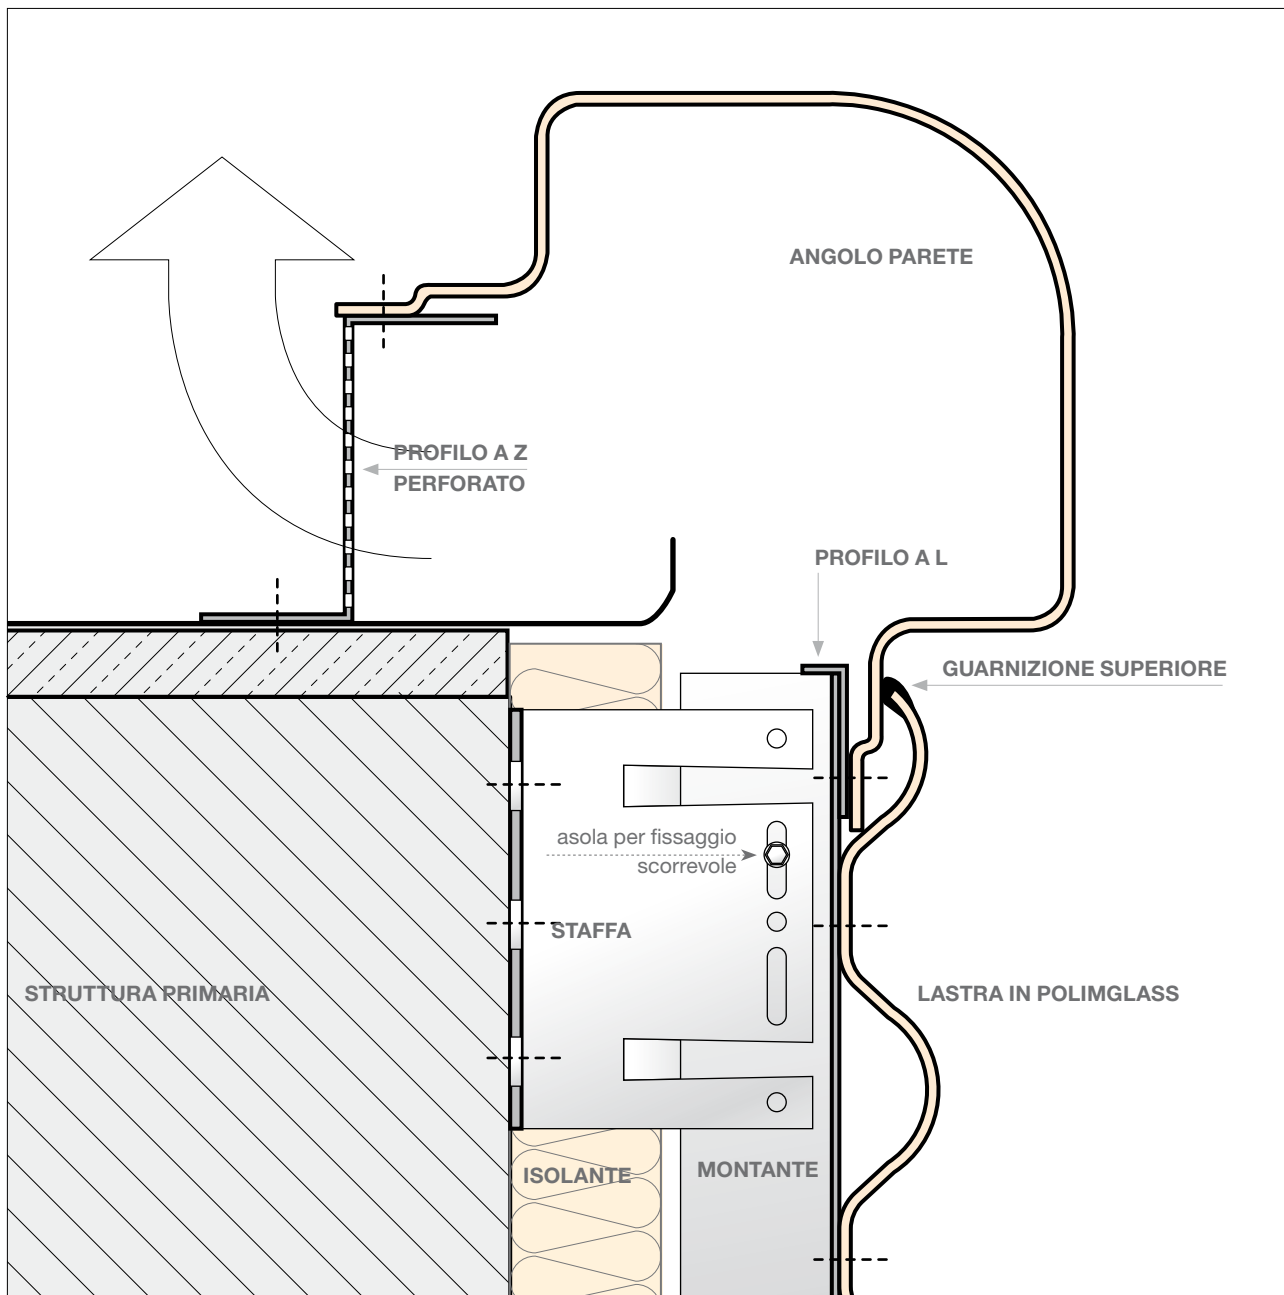 ANGOLO PARETE
PROFILO A Z
PERFORATO
PROFILO A L
GUARNIZIONE SUPERIORE
asola per fissaggio
scorrevole
STAFFA
STRUTTURA PRIMARIA
LASTRA IN POLIMGLASS
ISOLANTE
MONTANTE